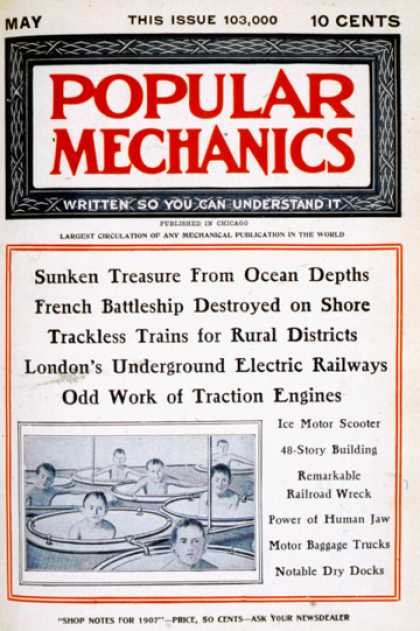 MAY THIS ISSUE 103,000 10 CENTS
POPULAR
MECHANICS
WRITTEN SO YOU CAN UNDERSTAND IT
PUBLISHED IN CHICAGO
LARGEST CIRCULATION OF ANY MECHANICAL PUBLICATION IN THE WORLD
Sunken Treasure From Ocean Depths
French Battleship Destroyed on Shore
Trackless Trains for Rural Districts
London's Underground Electric Railways
Odd Work of Traction Engines
Ice Motor Scooter
48-Story Building
Remarkable
Railroad Wreck
Power of Human Jaw
Motor Baggage Trucks
Notable Dry Docks
"SHOP NOTES FOR 1907"—PRICE, 50 CENTS—ASK YOUR NEWSDEALER